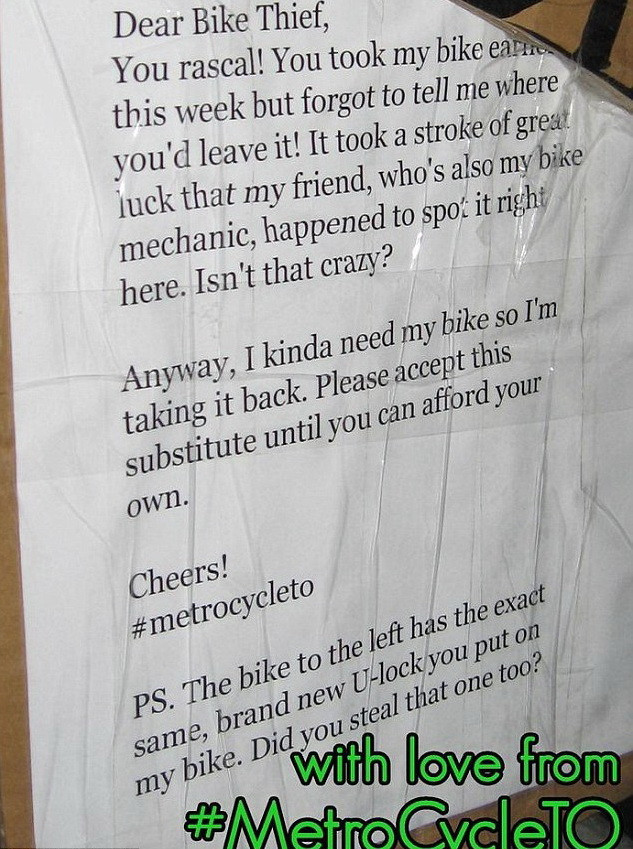 Dear Bike Thief,
You rascal! You took my bike
this week but forgot to tell me where
you'd leave it! It took a stroke of great
luck that my friend, who's also my bike
mechanic, happened to spot it right
here. Isn't that crazy?
Anyway, I kinda need my bike so I'm
taking it back. Please accept this
substitute until you can afford your
own.
Cheers!
#metrocycleto
PS. The bike to the left has the exact
same, brand new U-lock you put on
my bike. Did you steal that one too?
with love from
#MetroCycleTO